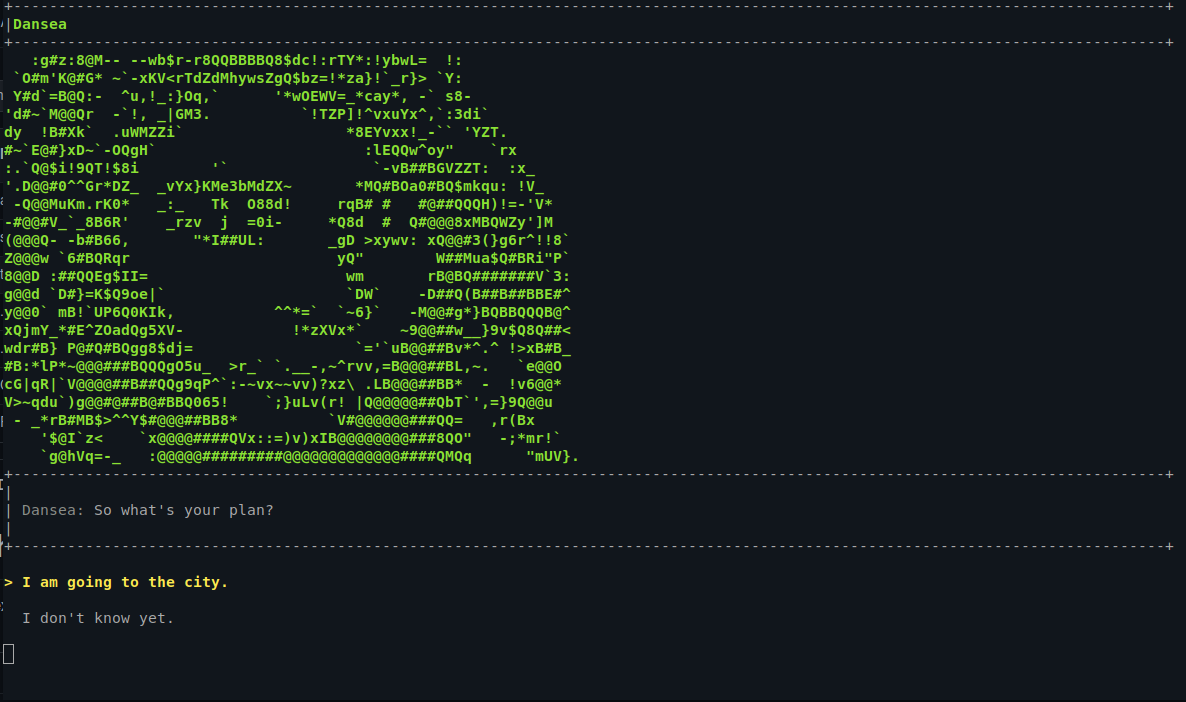 Dansea
Dansea: So what's your plan?
> I am going to the city.
I don't know yet.